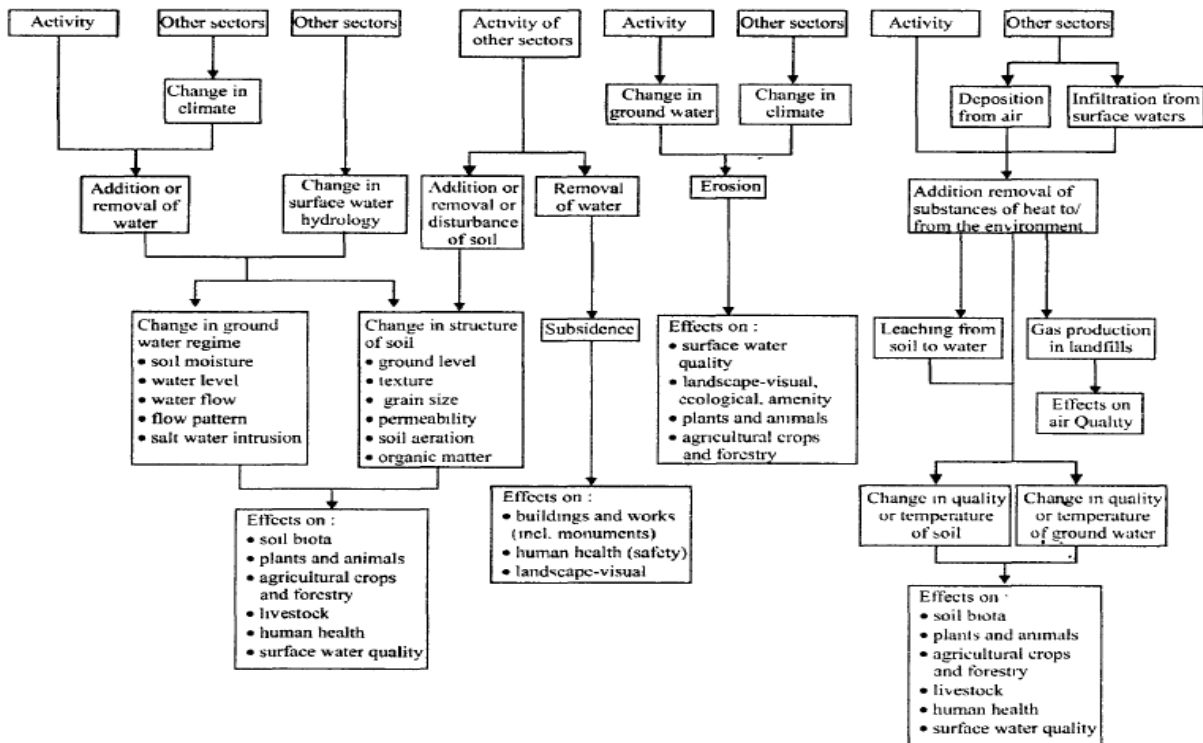 Activity
Other sectors
Other sectors
Activity of
other sectors
Activity
Other sectors
Activity
Other sectors
Change in
climate
Change in
ground water
Change in
climate
Deposition
from air
Infiltration from
surface waters
Addition or
removal of
water
Change in
surface water
hydrology
Addition or
removal or
disturbance
of soil
Removal
of water
Erosion
Addition removal of
substances of heat to/
from the environment
Change in ground
water regime
• soil moisture
• water level
• water flow
• flow pattern
• salt water intrusion
Change in structure
of soil
• ground level
• texture
grain size
• permeability
• soil aeration
• organic matter
Subsidence
Effects on :
• surface water
quality
• landscape-visual,
ecological, amenity
• plants and animals
• agricultural crops
and forestry
Leaching from
soil to water
Gas production
in landfills
Effects on
air Quality
Effects on :
• soil biota
• plants and animals
• agricultural crops
and forestry
• livestock
• human health
• surface water quality
Effects on :
• buildings and works
(incl. monuments)
• human health (safety)
• landscape-visual
Change in quality
or temperature
of soil
Change in quality
or temperature
of ground water
Effects on :
• soil biota
• plants and animals
• agricultural crops
and forestry
• livestock
• human health
• surface water quality